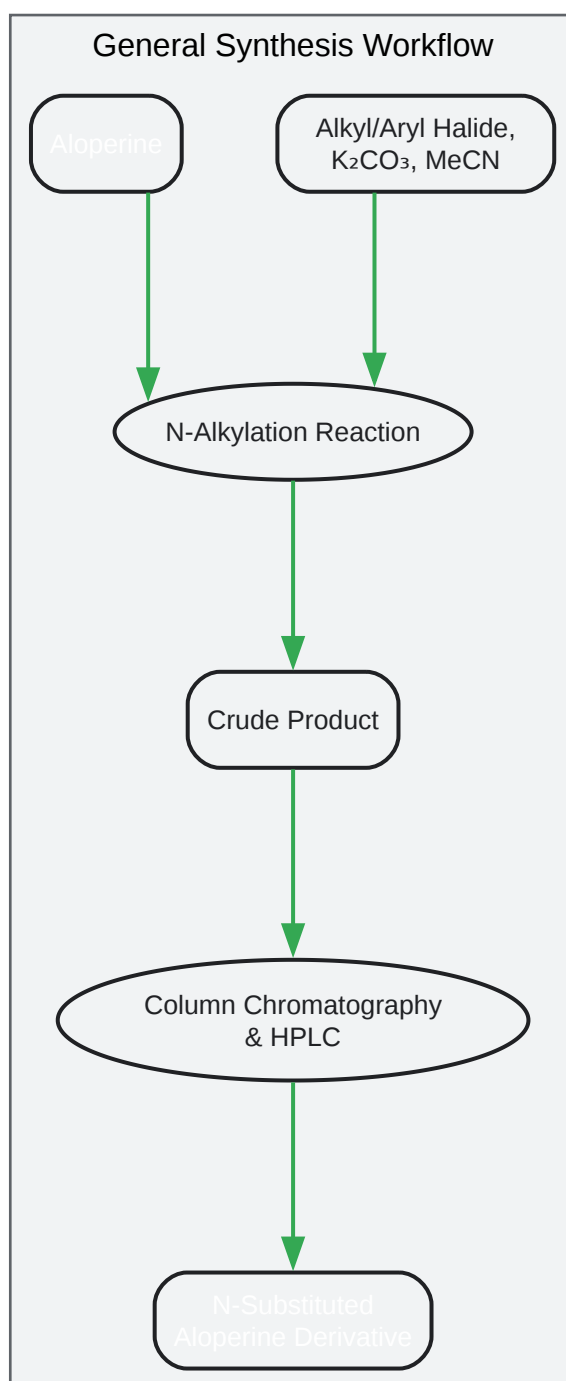 General Synthesis Workflow
Aloperine
Alkyl/Aryl Halide,
K₂CO₃, MeCN
N-Alkylation Reaction
Crude Product
Column Chromatography
& HPLC
N-Substituted
Aloperine Derivative